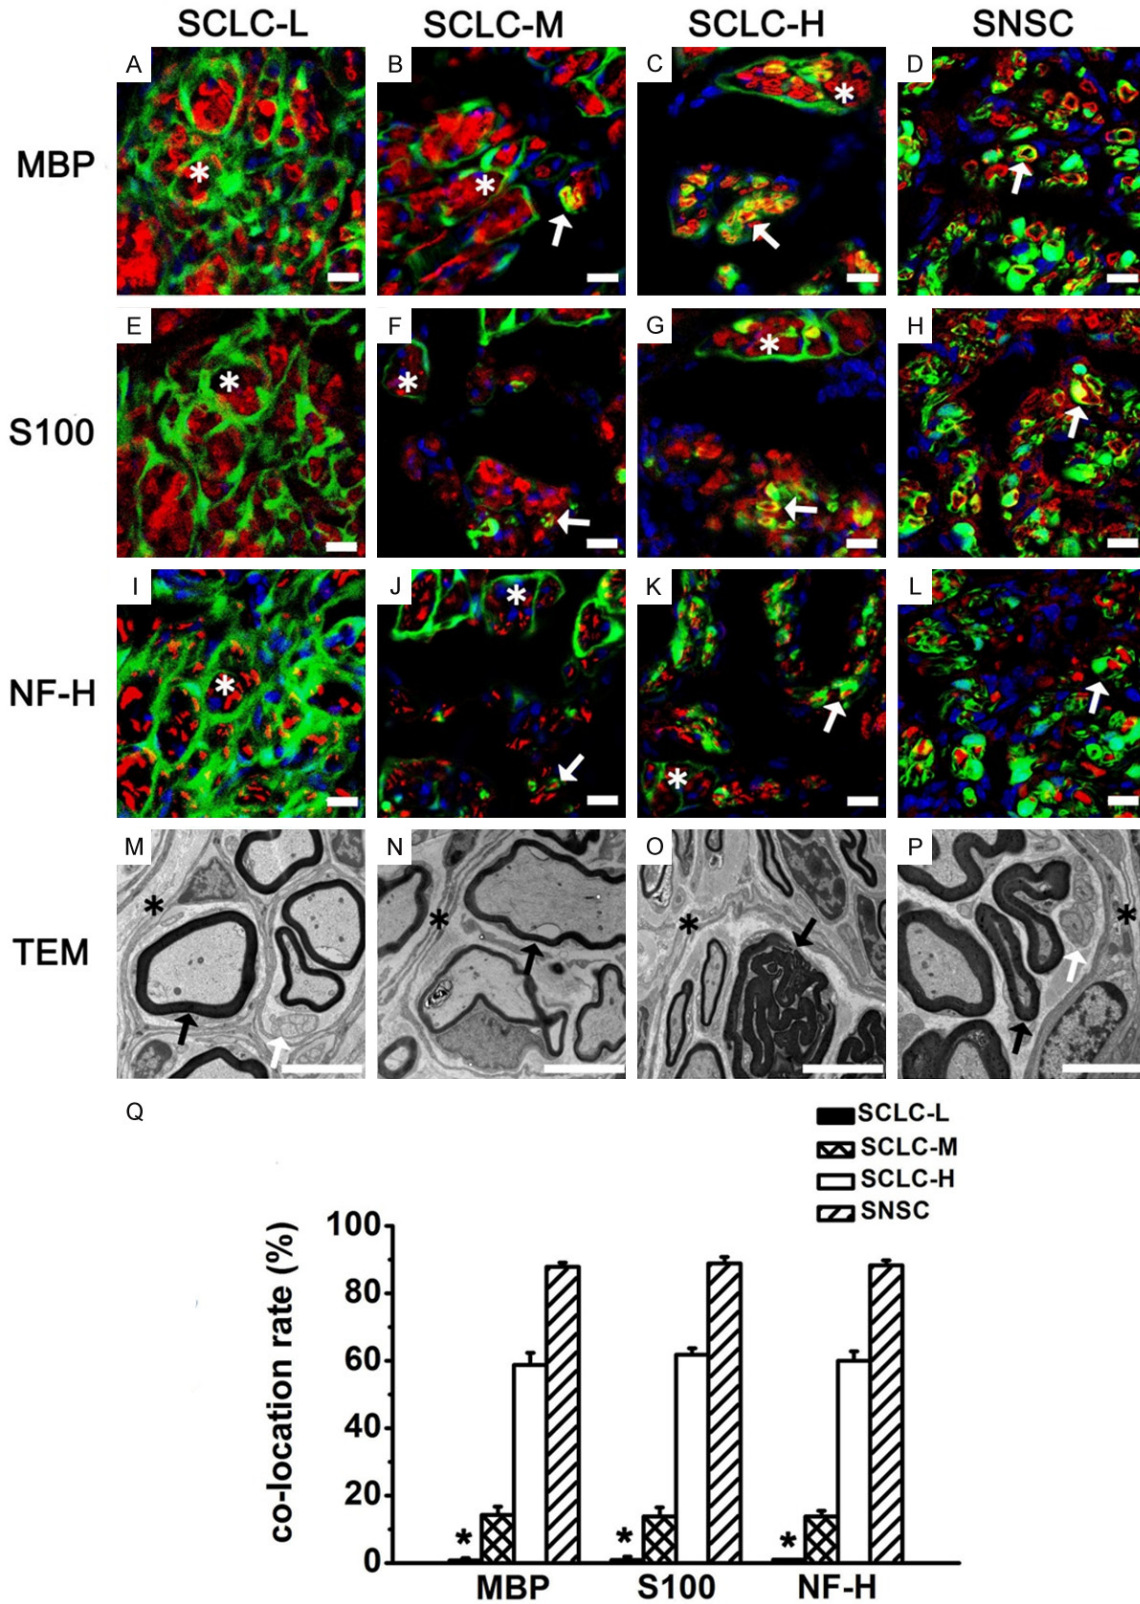 SCLC-L SCLC-M SCLC-H SNSC
MBP A B C D
* * *
S100 E F G H
* * *
NF-H I J K L
* * *
TEM M N O P
* * * *
Q
SCLC-L
SCLC-M
SCLC-H
SNSC
co-location rate (%)
100
80
60
40
20
0
* * *
MBP S100 NF-H